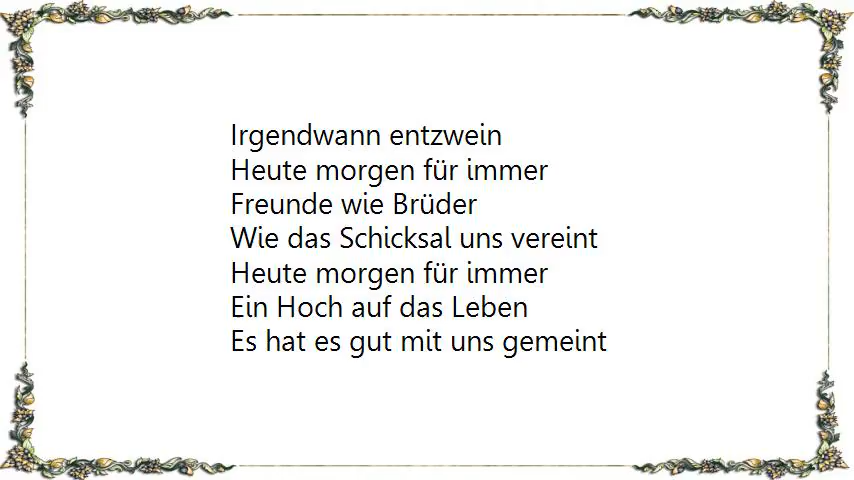 Irgendwann entzwein
Heute morgen für immer
Freunde wie Brüder
Wie das Schicksal uns vereint
Heute morgen für immer
Ein Hoch auf das Leben
Es hat es gut mit uns gemeint